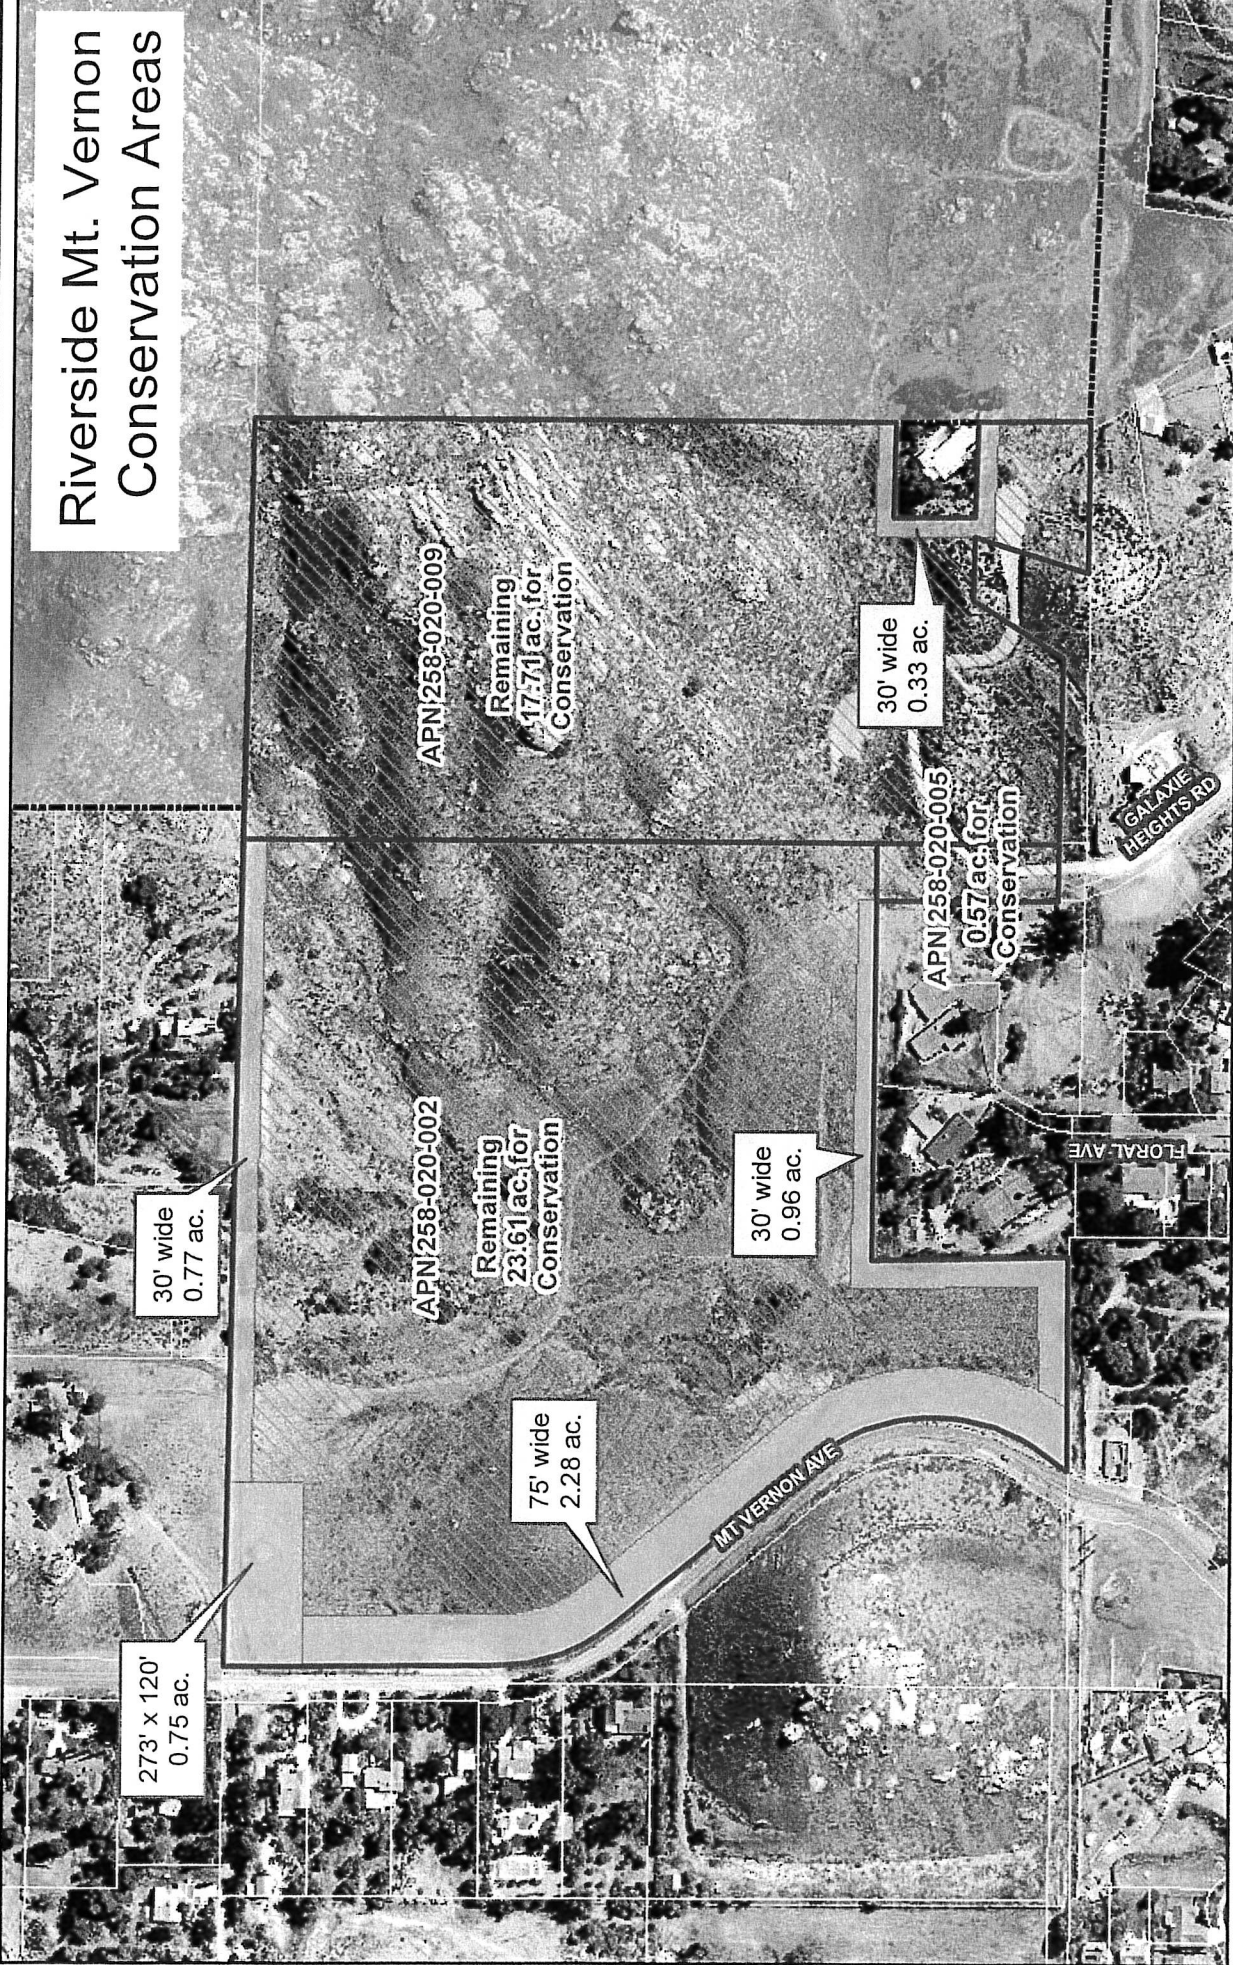 Riverside Mt. Vernon
Conservation Areas
273' x 120'
0.75 ac.
30' wide
0.77 ac.
75' wide
2.28 ac.
APN 258-020-002
Remaining
23.61 ac. for
Conservation
APN 258-020-009
Remaining
17.71 ac. for
Conservation
30' wide
0.96 ac.
30' wide
0.33 ac.
APN 258-020-005
0.57 ac. for
Conservation
MT VERNON AVE
FLORAL AVE
GALAXIE
HEIGHTS RD